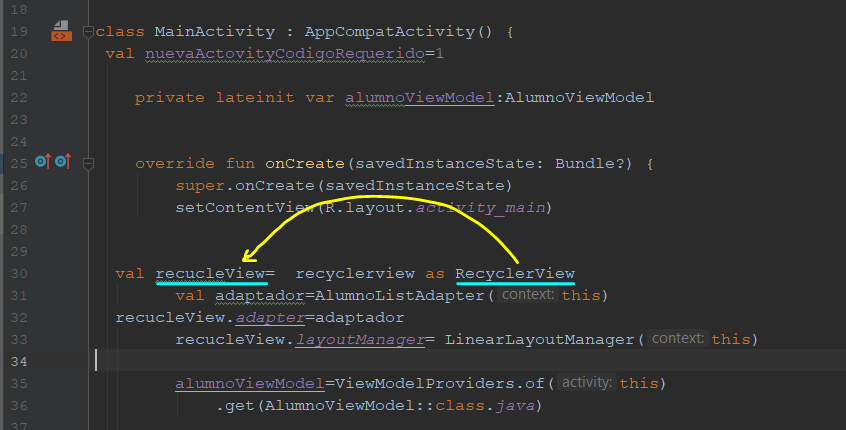 18
19 class MainActivity : AppCompatActivity() {
20 val nuevaActovityCodigoRequerido=1
21
22 private lateinit var alumnoViewModel:AlumnoViewModel
23
24
25 override fun onCreate(savedInstanceState: Bundle?) {
26 super.onCreate(savedInstanceState)
27 setContentView(R.layout.activity_main)
28
29
30 val recucleView= recyclerview as RecyclerView
31 val adaptador=AlumnoListAdapter( context: this)
32 recucleView.adapter=adaptador
33 recucleView.layoutManager= LinearLayoutManager( context: this)
34
35 alumnoViewModel=ViewModelProviders.of( activity: this)
36 .get(AlumnoViewModel::class.java)
37